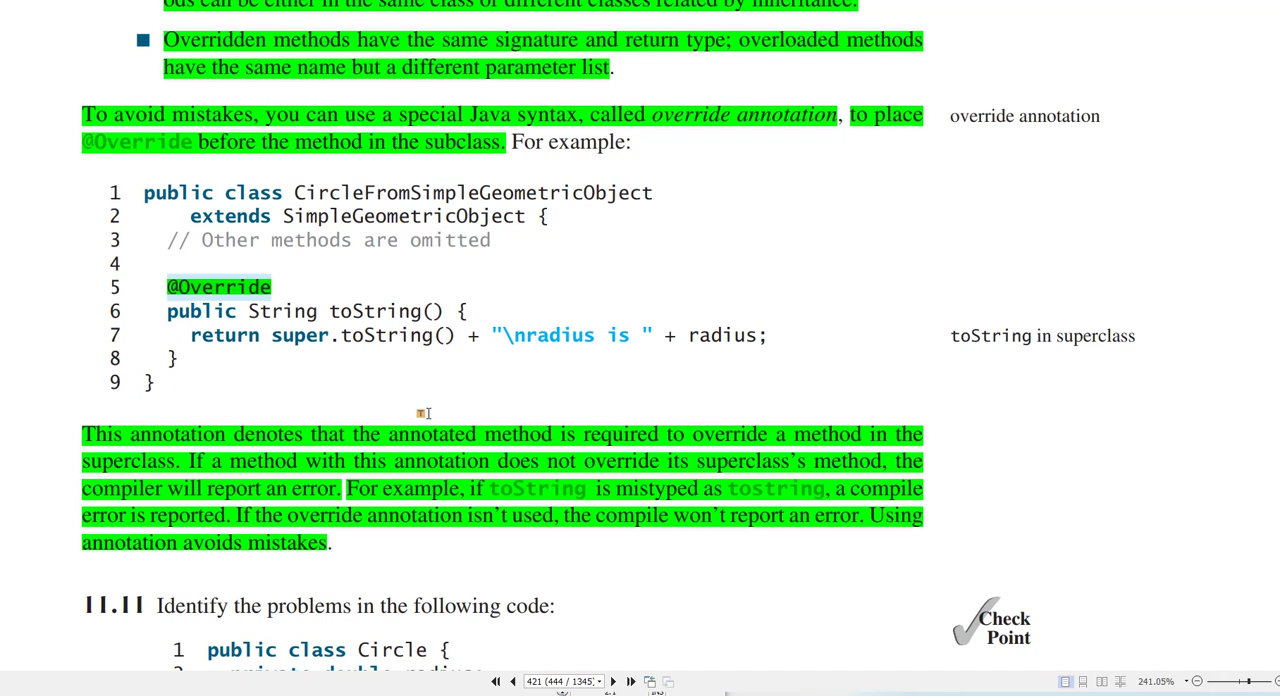 ods can be either in the same class or different classes related by inheritance.
■ Overridden methods have the same signature and return type; overloaded methods
have the same name but a different parameter list.
To avoid mistakes, you can use a special Java syntax, called override annotation, to place
override annotation
@Override before the method in the subclass. For example:
1 public class CircleFromSimpleGeometricObject
2 extends SimpleGeometricObject {
3 // Other methods are omitted
4
5 @Override
6 public String toString() {
7 return super.toString() + "\nradius is " + radius;
toString in superclass
8 }
9 }
This annotation denotes that the annotated method is required to override a method in the
superclass. If a method with this annotation does not override its superclass's method, the
compiler will report an error. For example, if toString is mistyped as tostring, a compile
error is reported. If the override annotation isn't used, the compile won't report an error. Using
annotation avoids mistakes.
11.11 Identify the problems in the following code:
Check
Point
1 public class Circle {
2 private double radius;
421 (444 / 1345)
241.05%